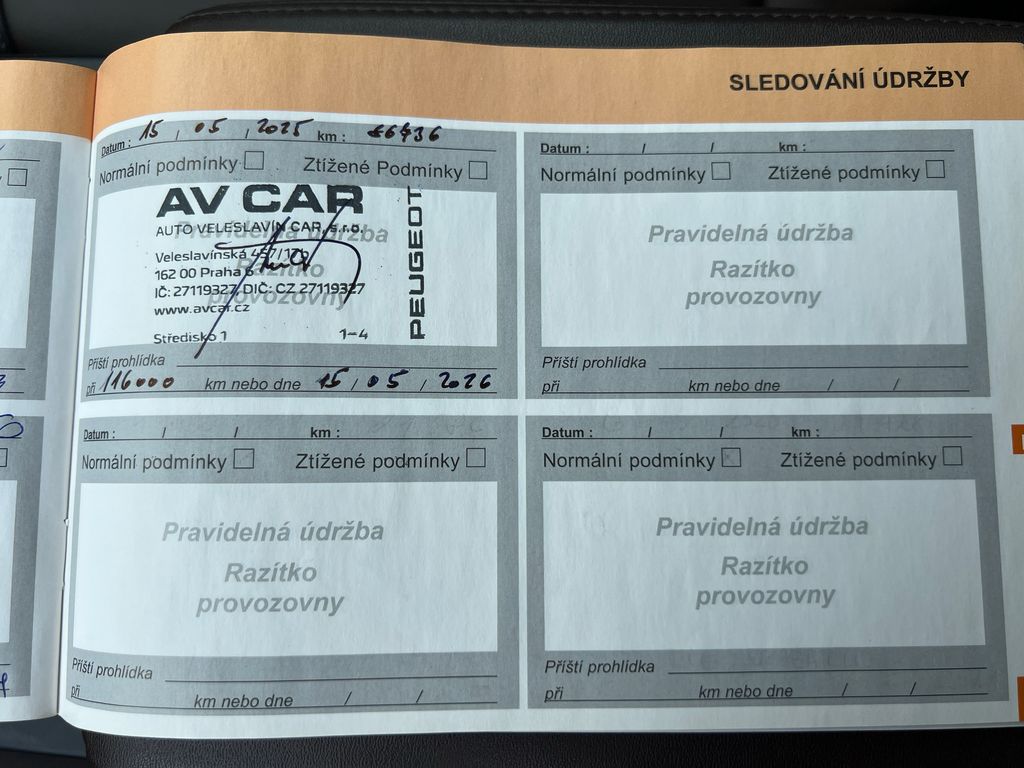 SLEDOVÁNÍ ÚDRŽBY
Datum : 15 / 05 / 2025 km :
Normální podmínky Ztížené Podmínky
AV CAR
AUTO VELESLAVÍN CAR, s.r.o.
Pravidelná údržba
Veleslavínská
162 00 Praha 6
Razítko
IČ: 27119327, DIČ: CZ 27119327
provozovny
www.avcar.cz
Středisko 1 1-4
PEUGEOT
Příští prohlídka
při 116000 km nebo dne 15 / 05 / 2026
Datum : / / km :
Normální podmínky Ztížené podmínky
Pravidelná údržba
Razítko
provozovny
Příští prohlídka
při km nebo dne / /
Datum : / / km :
Normální podmínky Ztížené podmínky
Pravidelná údržba
Razítko
provozovny
Příští prohlídka
při km nebo dne / /
Datum : / / km :
Normální podmínky Ztížené podmínky
Pravidelná údržba
Razítko
provozovny
Příští prohlídka
při km nebo dne / /